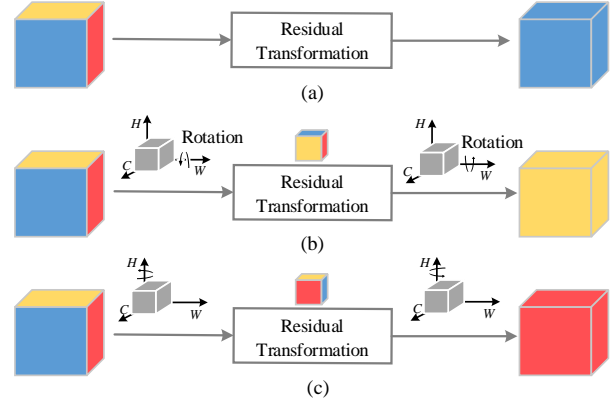 Residual
Transformation
(a)
H
Rotation
C
W
Residual
Transformation
H
Rotation
C
W
(b)
H
C
W
Residual
Transformation
H
C
W
(c)